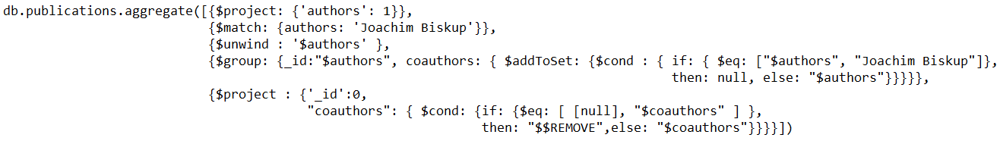 db.publications.aggregate([{$project: {'authors': 1}},
{$match: {authors: 'Joachim Biskup'}},
{$unwind : '$authors' },
{$group: {_id:"$authors", coauthors: { $addToSet: {$cond : { if: { $eq: ["$authors", "Joachim Biskup"]},
then: null, else: "$authors"}}}}},
{$project : {'_id':0,
"coauthors": { $cond: {if: {$eq: [ [null], "$coauthors" ] },
then: "$$REMOVE",else: "$coauthors"}}}}])